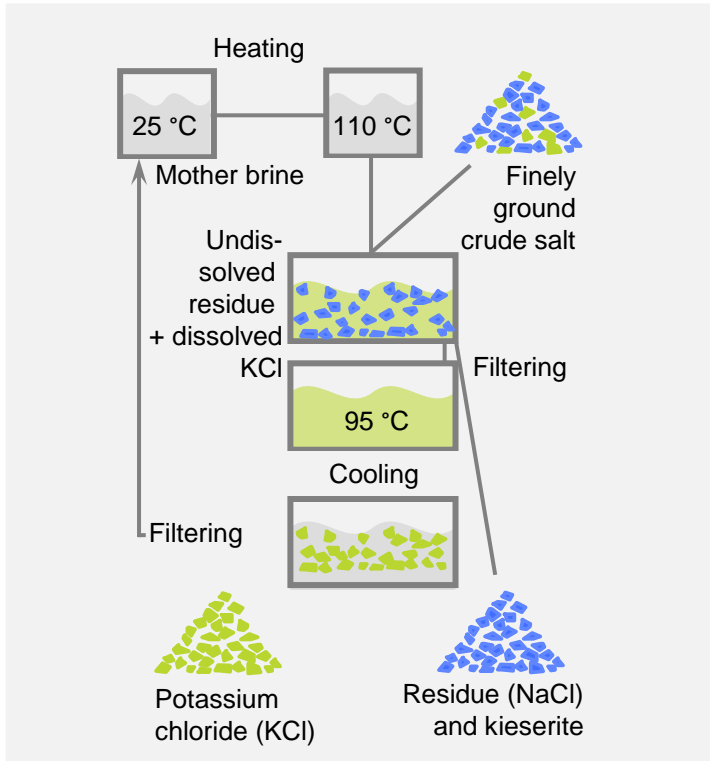 Heating
25 °C
110 °C
Mother brine
Finely
ground
crude salt
Undis-
solved
residue
+ dissolved
KCl
Filtering
95 °C
Cooling
Filtering
Potassium
chloride (KCl)
Residue (NaCl)
and kieserite